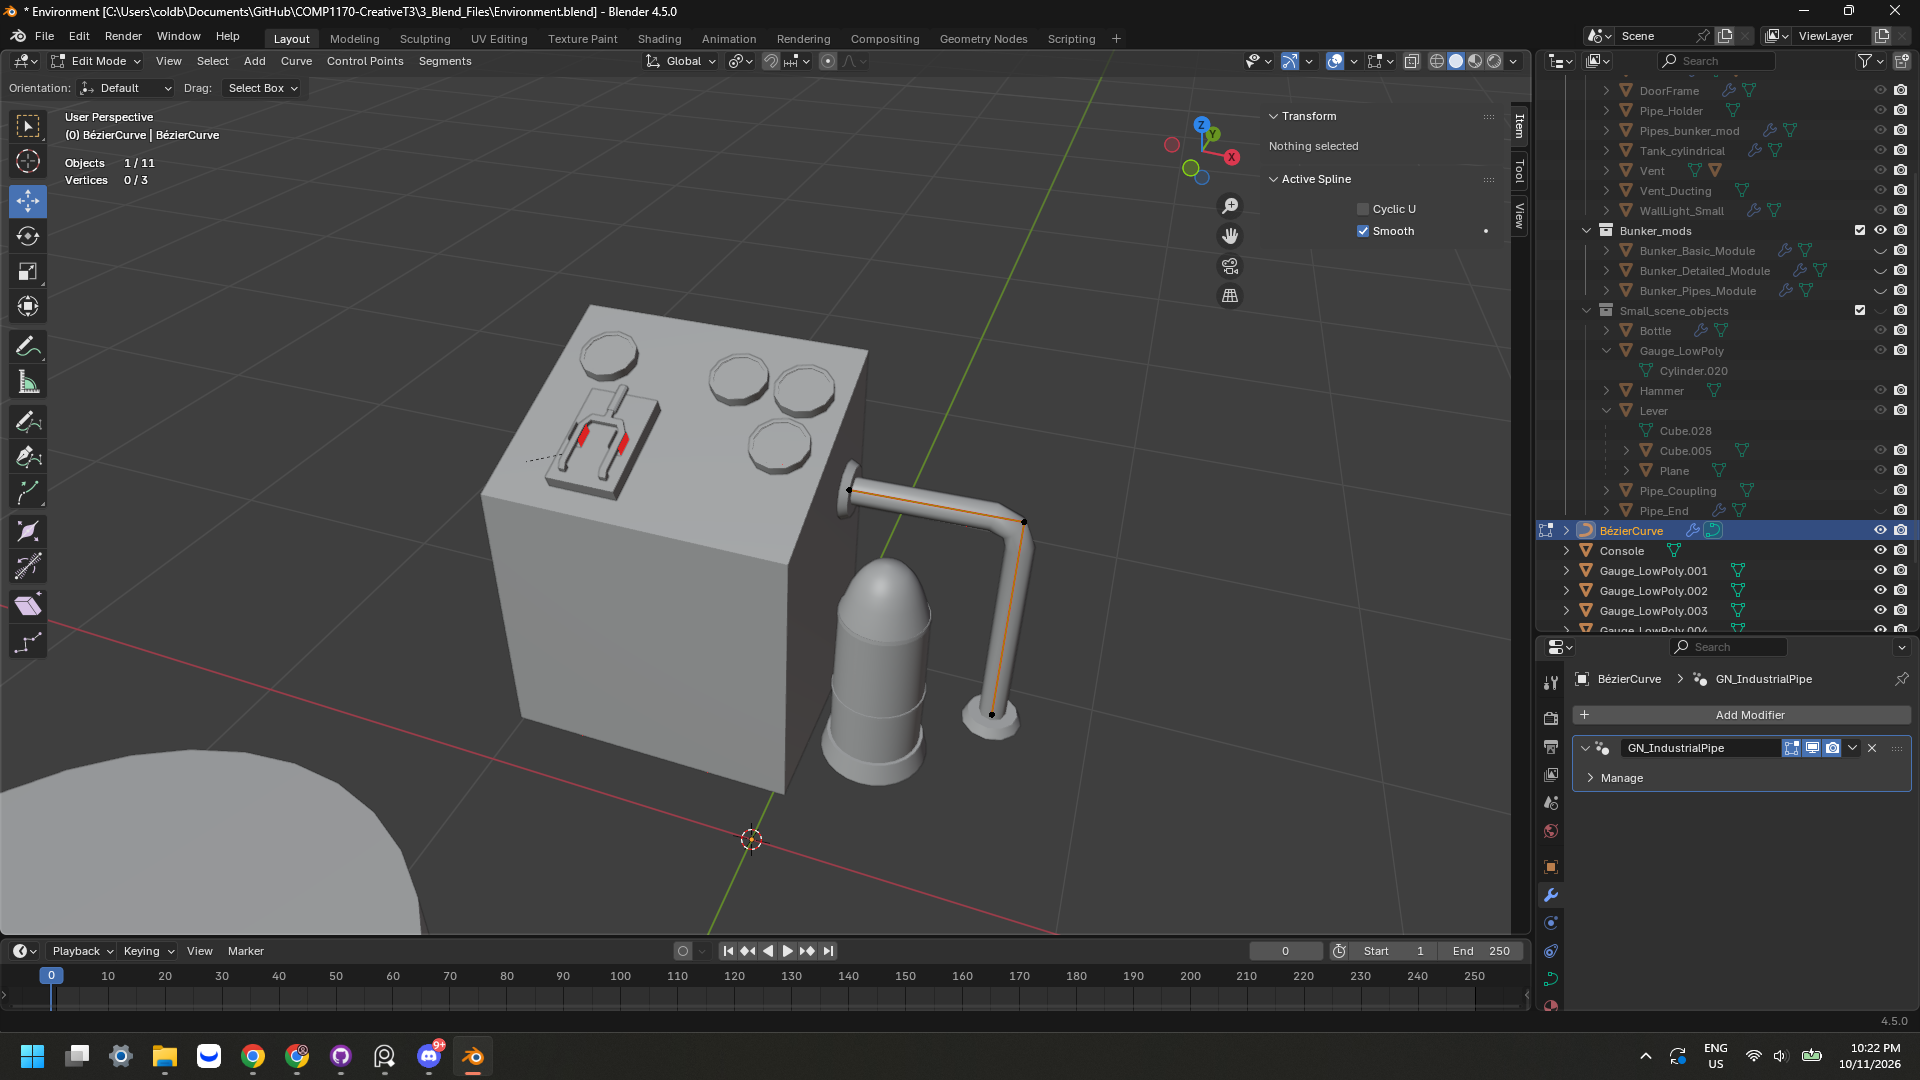 * Environment [C:\Users\coldb\Documents\GitHub\COMP1170-CreativeT3\3_Blend_Files\Environment.blend] - Blender 4.5.0
File Edit Render Window Help Layout Modeling Sculpting UV Editing Texture Paint Shading Animation Rendering Compositing Geometry Nodes Scripting + Scene ViewLayer
Edit Mode View Select Add Curve Control Points Segments Global Search
Orientation: Default Drag: Select Box
User Perspective
(0) BézierCurve | BézierCurve
Objects 1 / 11
Vertices 0 / 3
Z
Y
X
Transform
Nothing selected
Active Spline
Cyclic U
Smooth
Item
Tool
View
DoorFrame
Pipe_Holder
Pipes_bunker_mod
Tank_cylindrical
Vent
Vent_Ducting
WallLight_Small
Bunker_mods
Bunker_Basic_Module
Bunker_Detailed_Module
Bunker_Pipes_Module
Small_scene_objects
Bottle
Gauge_LowPoly
Cylinder.020
Hammer
Lever
Cube.028
Cube.005
Plane
Pipe_Coupling
Pipe_End
BézierCurve
Console
Gauge_LowPoly.001
Gauge_LowPoly.002
Gauge_LowPoly.003
Gauge_LowPoly.004
Search
BézierCurve > GN_IndustrialPipe
+ Add Modifier
GN_IndustrialPipe
Manage
Playback Keying View Marker 0 Start 1 End 250
0 10 20 30 40 50 60 70 80 90 100 110 120 130 140 150 160 170 180 190 200 210 220 230 240 250
4.5.0
9+
ENG
US
10:22 PM
10/11/2026